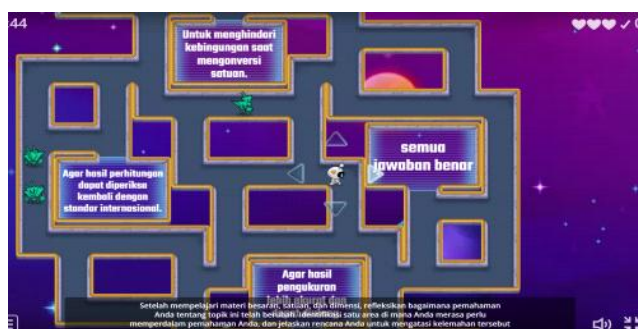 :44
Untuk menghindari
kebingungan saat
mengonversi
satuan.
semua
jawaban benar
Agar hasil perhitungan
dapat diperiksa
kembali dengan
standar internasional.
Agar hasil
pengukuran
lebih akurat dan
Setelah mempelajari materi besaran, satuan, dan dimensi, refleksikan bagaimana pemahaman
Anda tentang topik ini telah berubah. Identifikasi satu area di mana Anda merasa perlu
memperdalam pemahaman Anda, dan jelaskan rencana Anda untuk mengatasi kelemahan tersebut